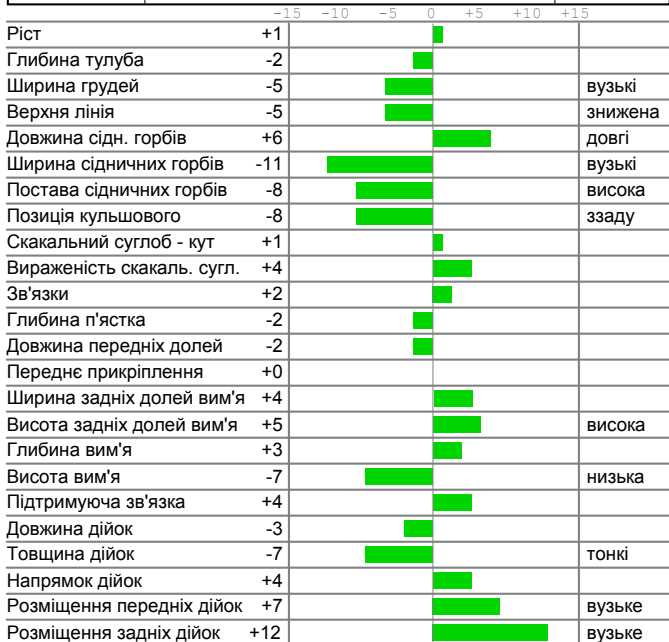 -15 -10 -5 0 +5 +10 +15
Ріст +1
Глибина тулуба -2
Ширина грудей -5 вузькі
Верхня лінія -5 знижена
Довжина сідн. горбів +6 довгі
Ширина сідничних горбів -11 вузькі
Постава сідничних горбів -8 висока
Позиція кульшового -8 ззаду
Скакальний суглоб - кут +1
Вираженість скакаль. сугл. +4
Зв'язки +2
Глибина п'ястка -2
Довжина передніх долей -2
Переднє прикріплення +0
Ширина задніх долей вим'я +4
Висота задніх долей вим'я +5 висока
Глибина вим'я +3
Висота вим'я -7 низька
Підтримуюча зв'язка +4
Довжина дійок -3
Товщина дійок -7 тонкі
Напрямок дійок +4
Розміщення передніх дійок +7 вузьке
Розміщення задніх дійок +12 вузьке